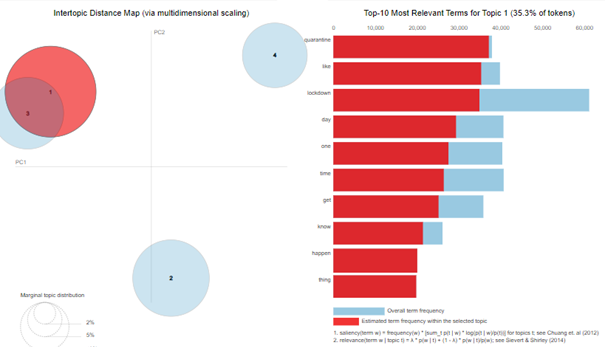 Intertopic Distance Map (via multidimensional scaling)
PC2
4
1
3
PC1
2
Marginal topic distribution
2%
5%
Top-10 Most Relevant Terms for Topic 1 (35.3% of tokens)
0 10,000 20,000 30,000 40,000 50,000 60,000
quarantine
like
lockdown
day
one
time
get
know
happen
thing
Overall term frequency
Estimated term frequency within the selected topic
1. saliency(term w) = frequency(w) * [sum_t p(t | w) * log(p(t | w)/p(t))] for topics t; see Chuang et. al (2012)
2. relevance(term w | topic t) = λ * p(w | t) + (1 - λ) * p(w | t)/p(w); see Sievert & Shirley (2014)